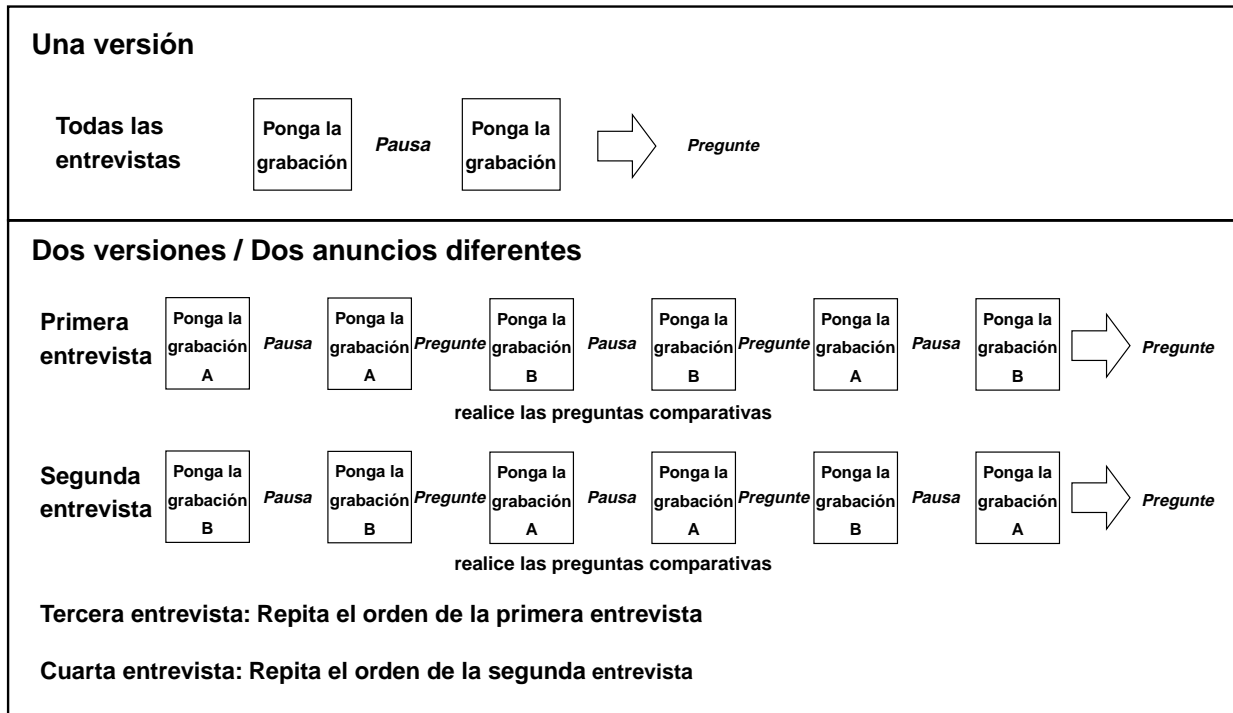 Una versión
Todas las
entrevistas
Ponga la
grabación
Pausa
Ponga la
grabación
Pregunte
Dos versiones / Dos anuncios diferentes
Primera
entrevista
Ponga la
grabación
A
Pausa
Ponga la
grabación
A
Pregunte
Ponga la
grabación
B
Pausa
Ponga la
grabación
B
Pregunte
Ponga la
grabación
A
Pausa
Ponga la
grabación
B
Pregunte
realice las preguntas comparativas
Segunda
entrevista
Ponga la
grabación
B
Pausa
Ponga la
grabación
B
Pregunte
Ponga la
grabación
A
Pausa
Ponga la
grabación
A
Pregunte
Ponga la
grabación
B
Pausa
Ponga la
grabación
A
Pregunte
realice las preguntas comparativas
Tercera entrevista: Repita el orden de la primera entrevista
Cuarta entrevista: Repita el orden de la segunda entrevista